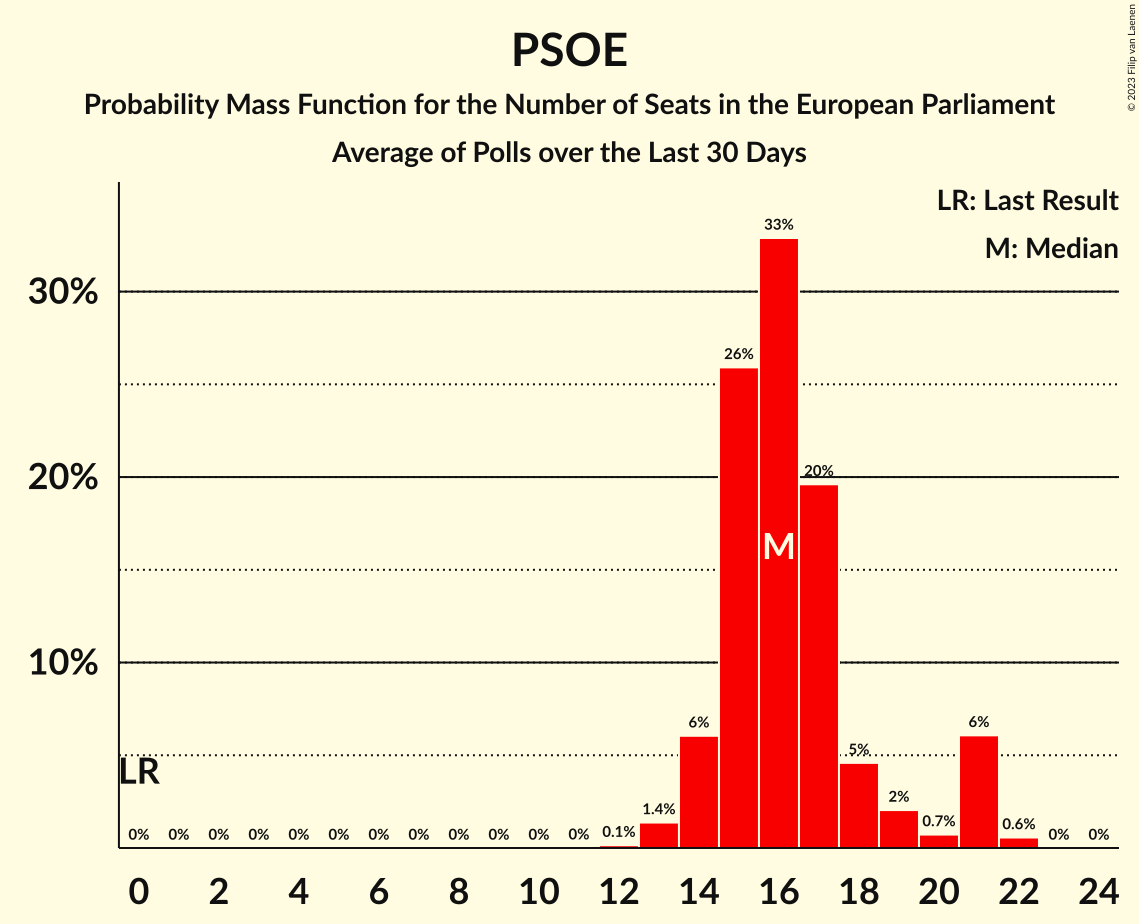 PSOE
Probability Mass Function for the Number of Seats in the European Parliament
Average of Polls over the Last 30 Days
© 2023 Filip van Laenen
LR: Last Result
M: Median
33%
30%
26%
20%
20%
M
10%
6%
6%
5%
LR
2%
1.4%
0% 0% 0% 0% 0% 0% 0% 0% 0% 0% 0% 0% 0.1% 0.7% 0.6% 0% 0%
0 2 4 6 8 10 12 14 16 18 20 22 24